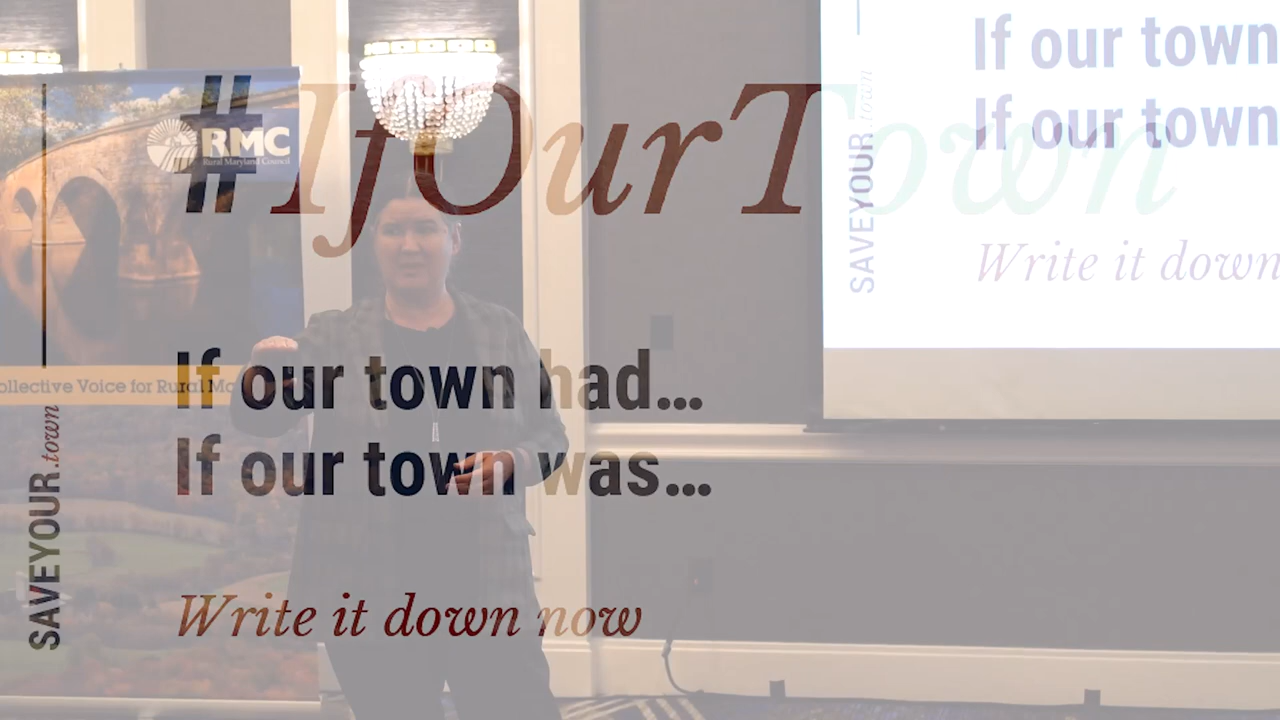 #IfOurTown
If our town had...
If our town was...
Write it down now
SAVEYOUR.town
RMC
Rural Maryland Council
ollective Voice for Rural Ma
If our town
If our town
Write it down
SAVEYOUR.town